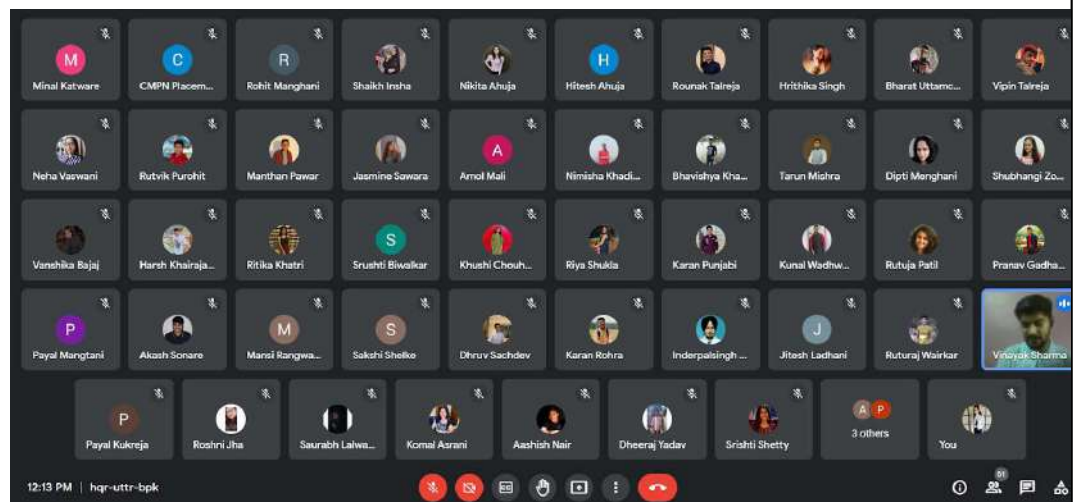 M C R H
Minal Katware CMPN Placem... Rohit Manghani Shaikh Insha Nikita Ahuja Hitesh Ahuja Rounak Talreja Hrithika Singh Bharat Uttamc... Vipin Talreja
A
Neha Vaswani Rutvik Purohit Manthan Pawar Jasmine Sawara Amol Mali Nimisha Khadi... Bhavishya Kha... Tarun Mishra Dipti Menghani Shubhangi Zo...
S
Vanshika Bajaj Harsh Khairaja... Ritika Khatri Srushti Biwalkar Khushi Chouh... Riya Shukla Karan Punjabi Kunal Wadhw... Rutuja Patil Pranav Gadha...
P M S J
Payal Mangtani Akash Sonare Mansi Rangwa... Sakshi Shelke Dhruv Sachdev Karan Rohra Inderpalsingh ... Jitesh Ladhani Ruturaj Wairkar Vinayak Sharma
P A P
Payal Kukreja Roshni Jha Saurabh Lalwa... Komal Asrani Aashish Nair Dheeraj Yadav Srishti Shetty 3 others You
12:13 PM | hqr-uttr-bpk CC 51